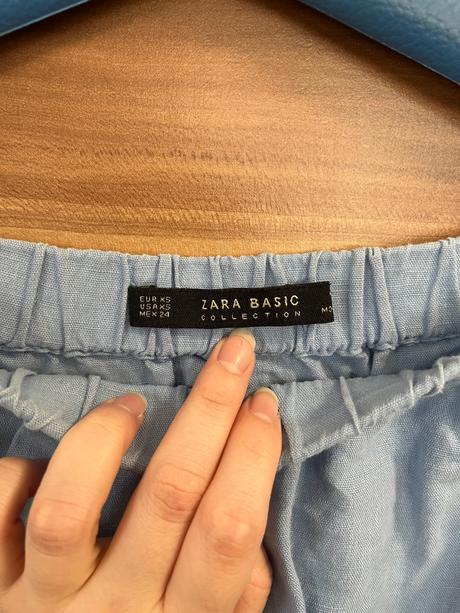 EUR XS
USA XS
MEX 24
ZARA BASIC
COLLECTION